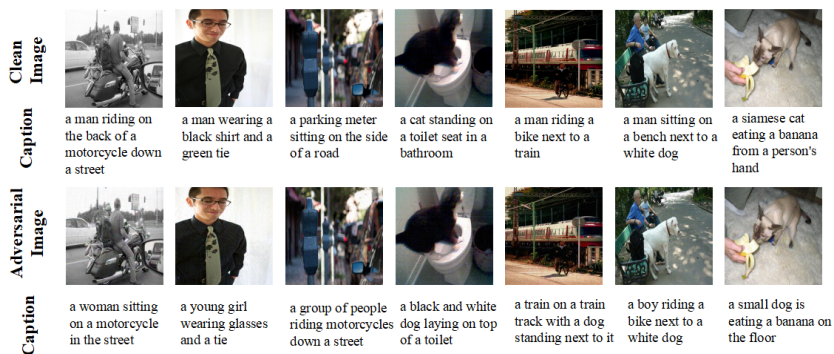 Clean
Image
Caption
a man riding on
the back of a
motorcycle down
a street
a man wearing a
black shirt and a
green tie
a parking meter
sitting on the side
of a road
a cat standing on
a toilet seat in a
bathroom
a man riding a
bike next to a
train
a man sitting on
a bench next to a
white dog
a siamese cat
eating a banana
from a person's
hand
Adversarial
Image
Caption
a woman sitting
on a motorcycle
in the street
a young girl
wearing glasses
and a tie
a group of people
riding motorcycles
down a street
a black and white
dog laying on top
of a toilet
a train on a train
track with a dog
standing next to it
a boy riding a
bike next to a
white dog
a small dog is
eating a banana on
the floor